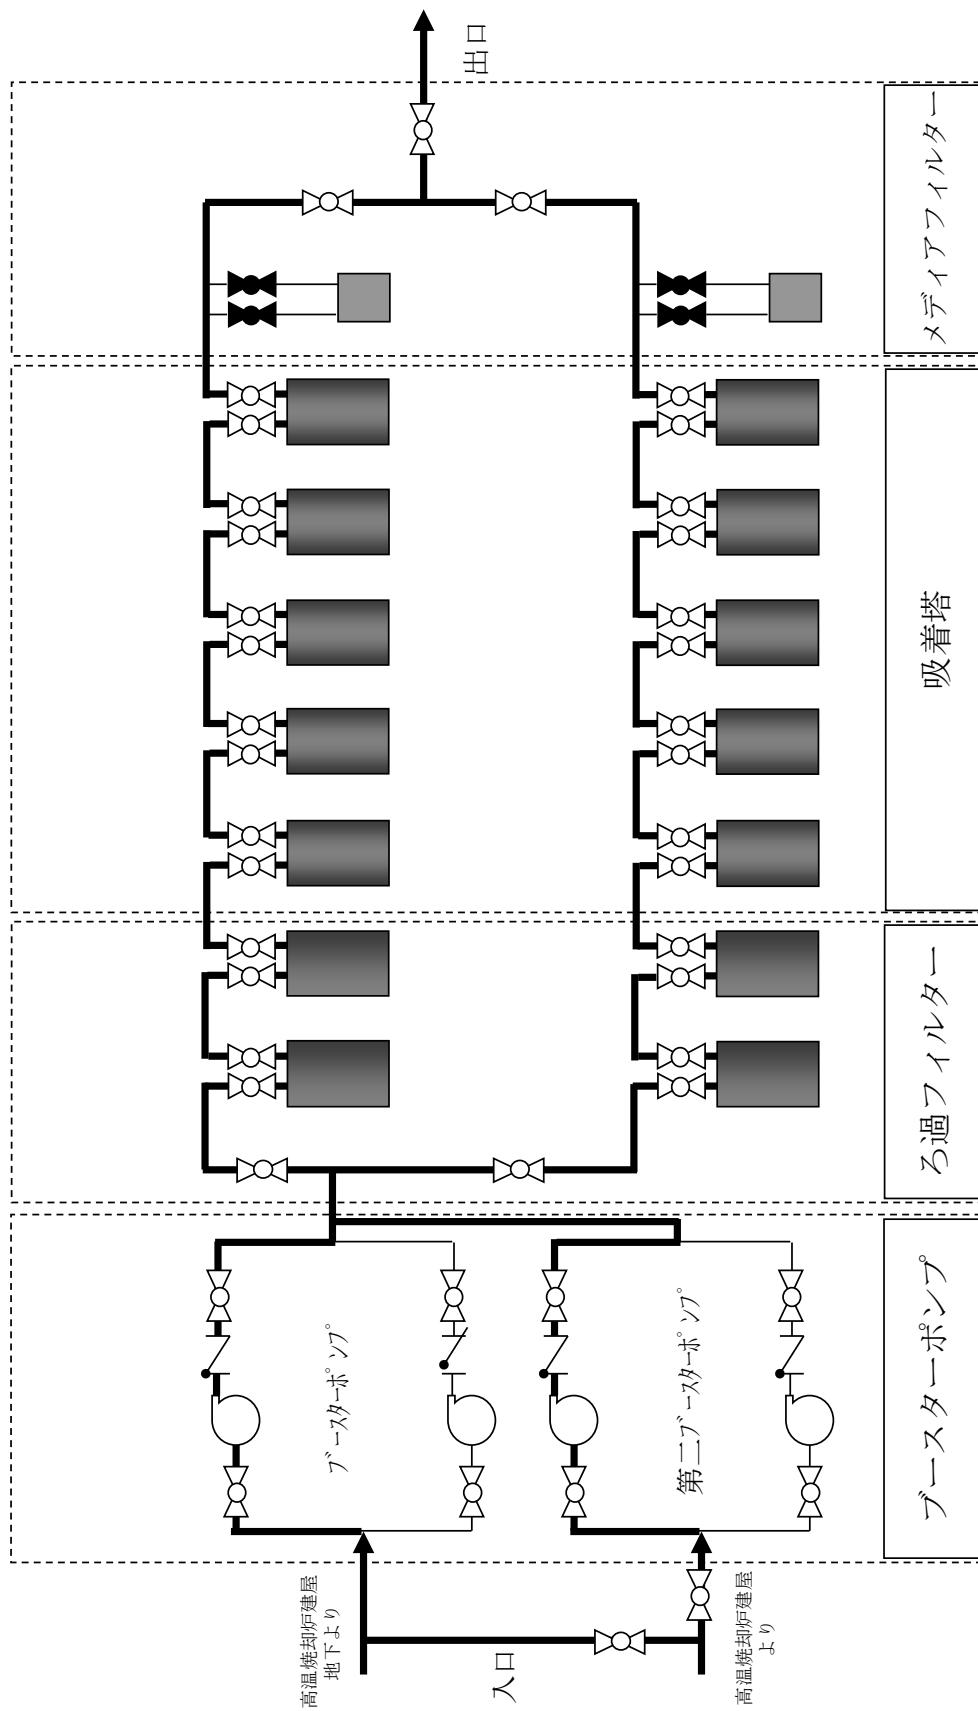 出口
メディアフィルター
吸着塔
ろ過フィルター
ブースターポンプ
ブースターポンプ
第二ブースターポンプ
高温焼却炉建屋
地下より
入口
高温焼却炉建屋
より